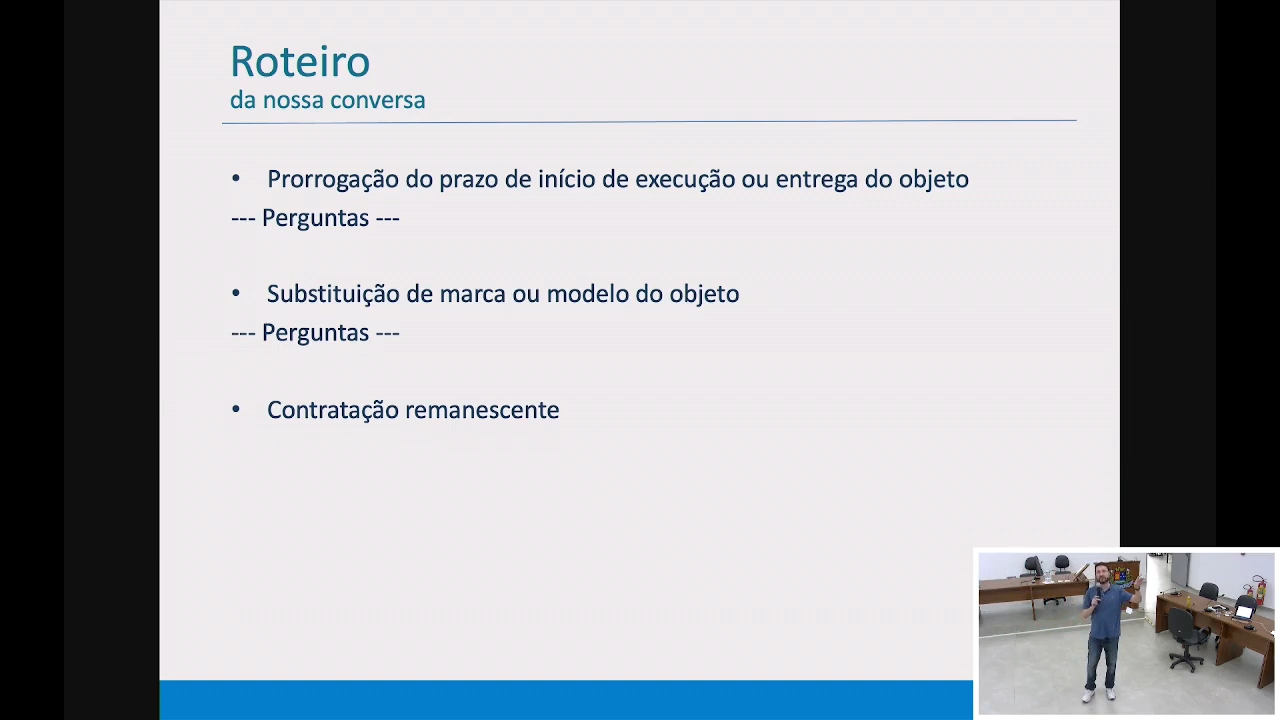 Roteiro
da nossa conversa
• Prorrogação do prazo de início de execução ou entrega do objeto
--- Perguntas ---
• Substituição de marca ou modelo do objeto
--- Perguntas ---
• Contratação remanescente